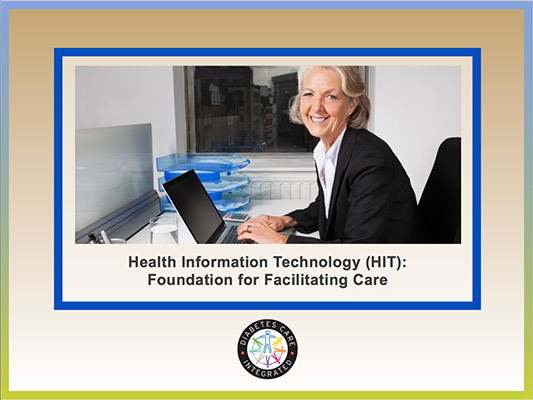 Health Information Technology (HIT):
Foundation for Facilitating Care
DIABETES CARE
INTEGRATED